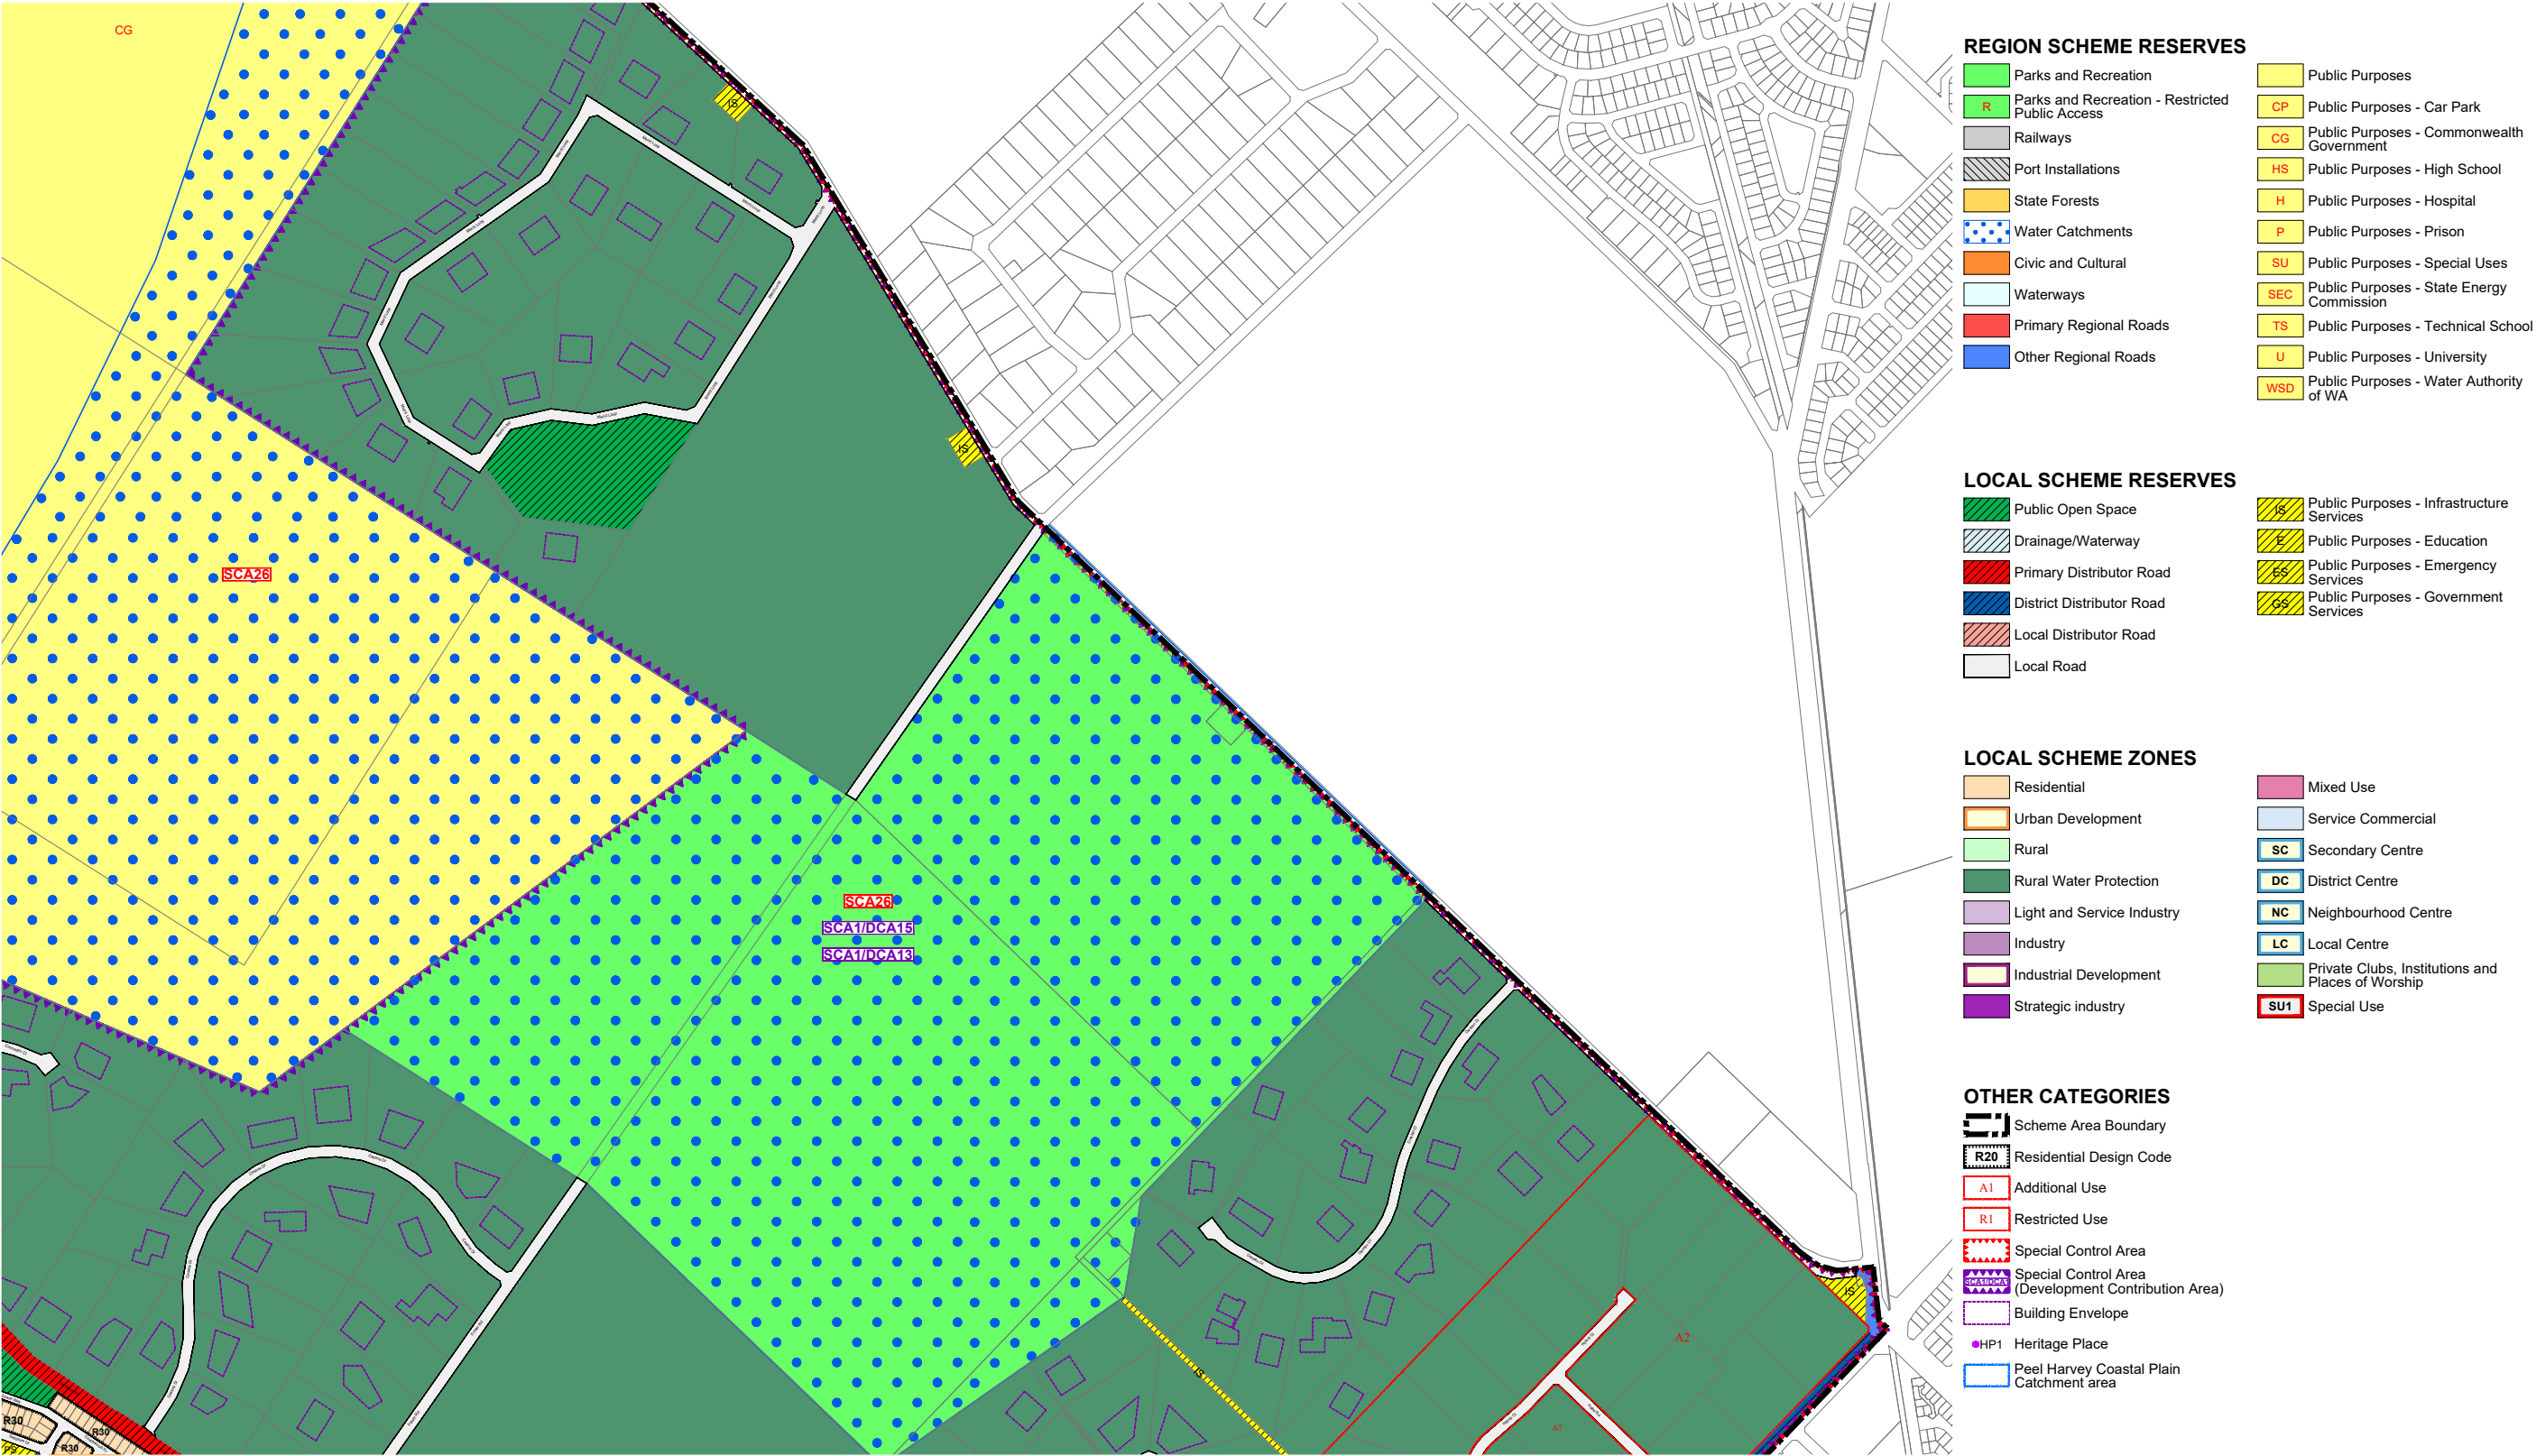 CG
IS
IS
SCA26
SCA26
SCA1/DCA15
SCA1/DCA13
IS
IS
A2
A2
R30
R30
R30
REGION SCHEME RESERVES
Parks and Recreation
R
Parks and Recreation - Restricted
Public Access
Railways
Port Installations
State Forests
Water Catchments
Civic and Cultural
Waterways
Primary Regional Roads
Other Regional Roads
Public Purposes
CP Public Purposes - Car Park
CG Public Purposes - Commonwealth
Government
HS Public Purposes - High School
H Public Purposes - Hospital
P Public Purposes - Prison
SU Public Purposes - Special Uses
SEC Public Purposes - State Energy
Commission
TS Public Purposes - Technical School
U Public Purposes - University
WSD Public Purposes - Water Authority
of WA
LOCAL SCHEME RESERVES
Public Open Space
Drainage/Waterway
Primary Distributor Road
District Distributor Road
Local Distributor Road
Local Road
IS Public Purposes - Infrastructure
Services
E Public Purposes - Education
ES Public Purposes - Emergency
Services
GS Public Purposes - Government
Services
LOCAL SCHEME ZONES
Residential
Urban Development
Rural
Rural Water Protection
Light and Service Industry
Industry
Industrial Development
Strategic industry
Mixed Use
Service Commercial
SC Secondary Centre
DC District Centre
NC Neighbourhood Centre
LC Local Centre
Private Clubs, Institutions and
Places of Worship
SU1 Special Use
OTHER CATEGORIES
Scheme Area Boundary
R20 Residential Design Code
A1 Additional Use
R1 Restricted Use
Special Control Area
SCA1/DCA1 Special Control Area
(Development Contribution Area)
Building Envelope
HP1 Heritage Place
Peel Harvey Coastal Plain
Catchment area